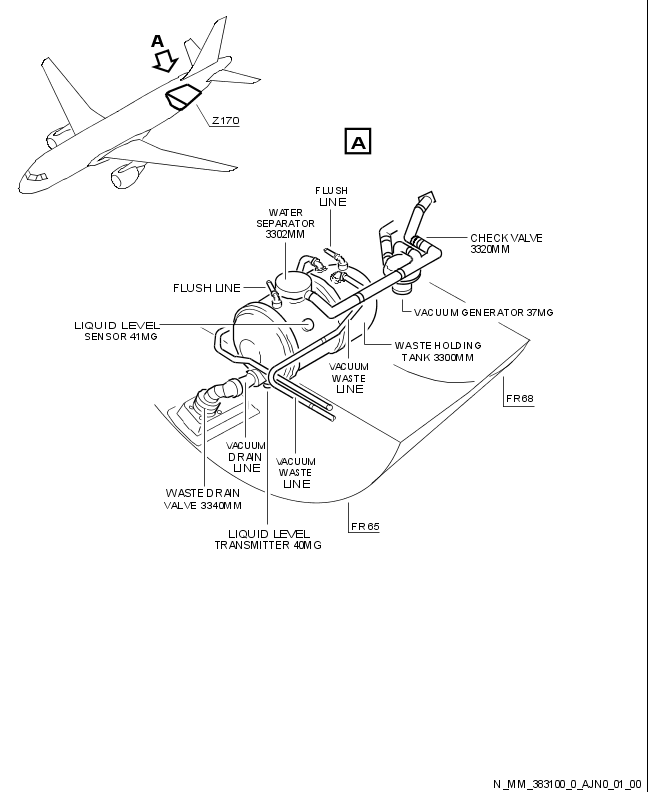 A
Z170
A
FLUSH
LINE
WATER
SEPARATOR
3302MM
CHECK VALVE
3320MM
FLUSH LINE
VACUUM GENERATOR 37MG
LIQUID LEVEL
SENSOR 41MG
WASTE HOLDING
TANK 3300MM
VACUUM
WASTE
LINE
FR68
VACUUM
DRAIN
LINE
VACUUM
WASTE
LINE
WASTE DRAIN
VALVE 3340MM
FR65
LIQUID LEVEL
TRANSMITTER 40MG
N_MM_383100_0_AJN0_01_00